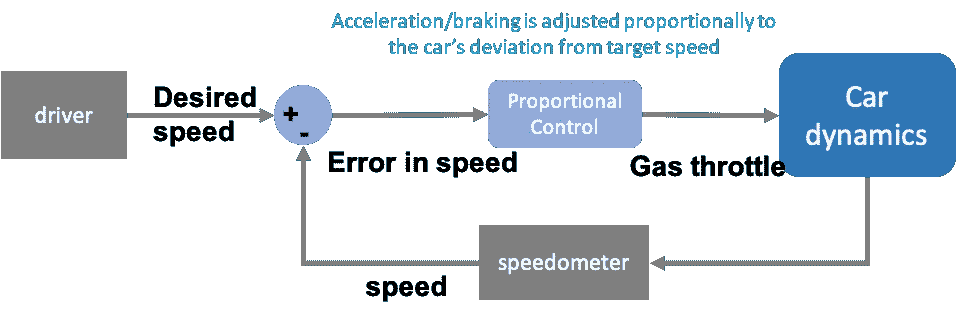 Acceleration/braking is adjusted proportionally to
the car's deviation from target speed
driver
Desired
speed
+
-
Error in speed
Proportional
Control
Gas throttle
Car
dynamics
speedometer
speed